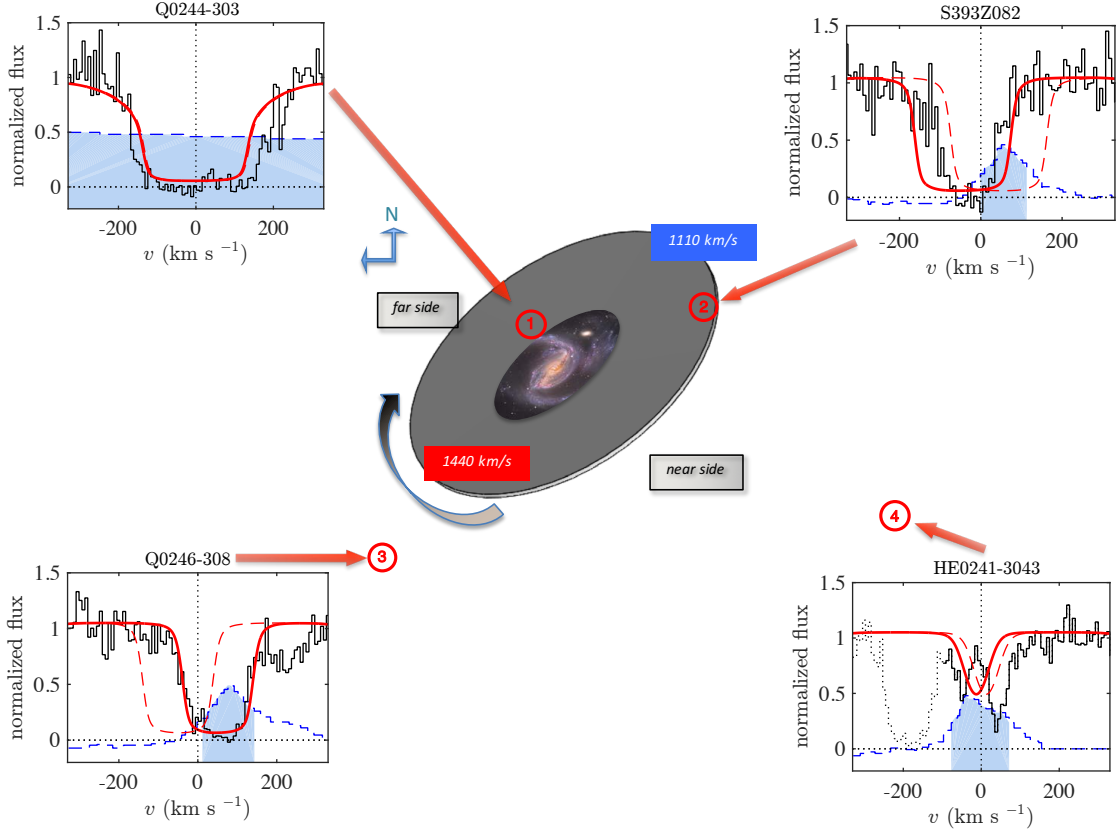 Q0244-303
1.5
1
0.5
0
normalized flux
-200
0
200
v (km s -1)
S393Z082
1.5
1
0.5
0
normalized flux
-200
0
200
v (km s -1)
N
1110 km/s
far side
1
2
1440 km/s
near side
3
4
Q0246-308
1.5
1
0.5
0
normalized flux
-200
0
200
v (km s -1)
HE0241-3043
1.5
1
0.5
0
normalized flux
-200
0
200
v (km s -1)